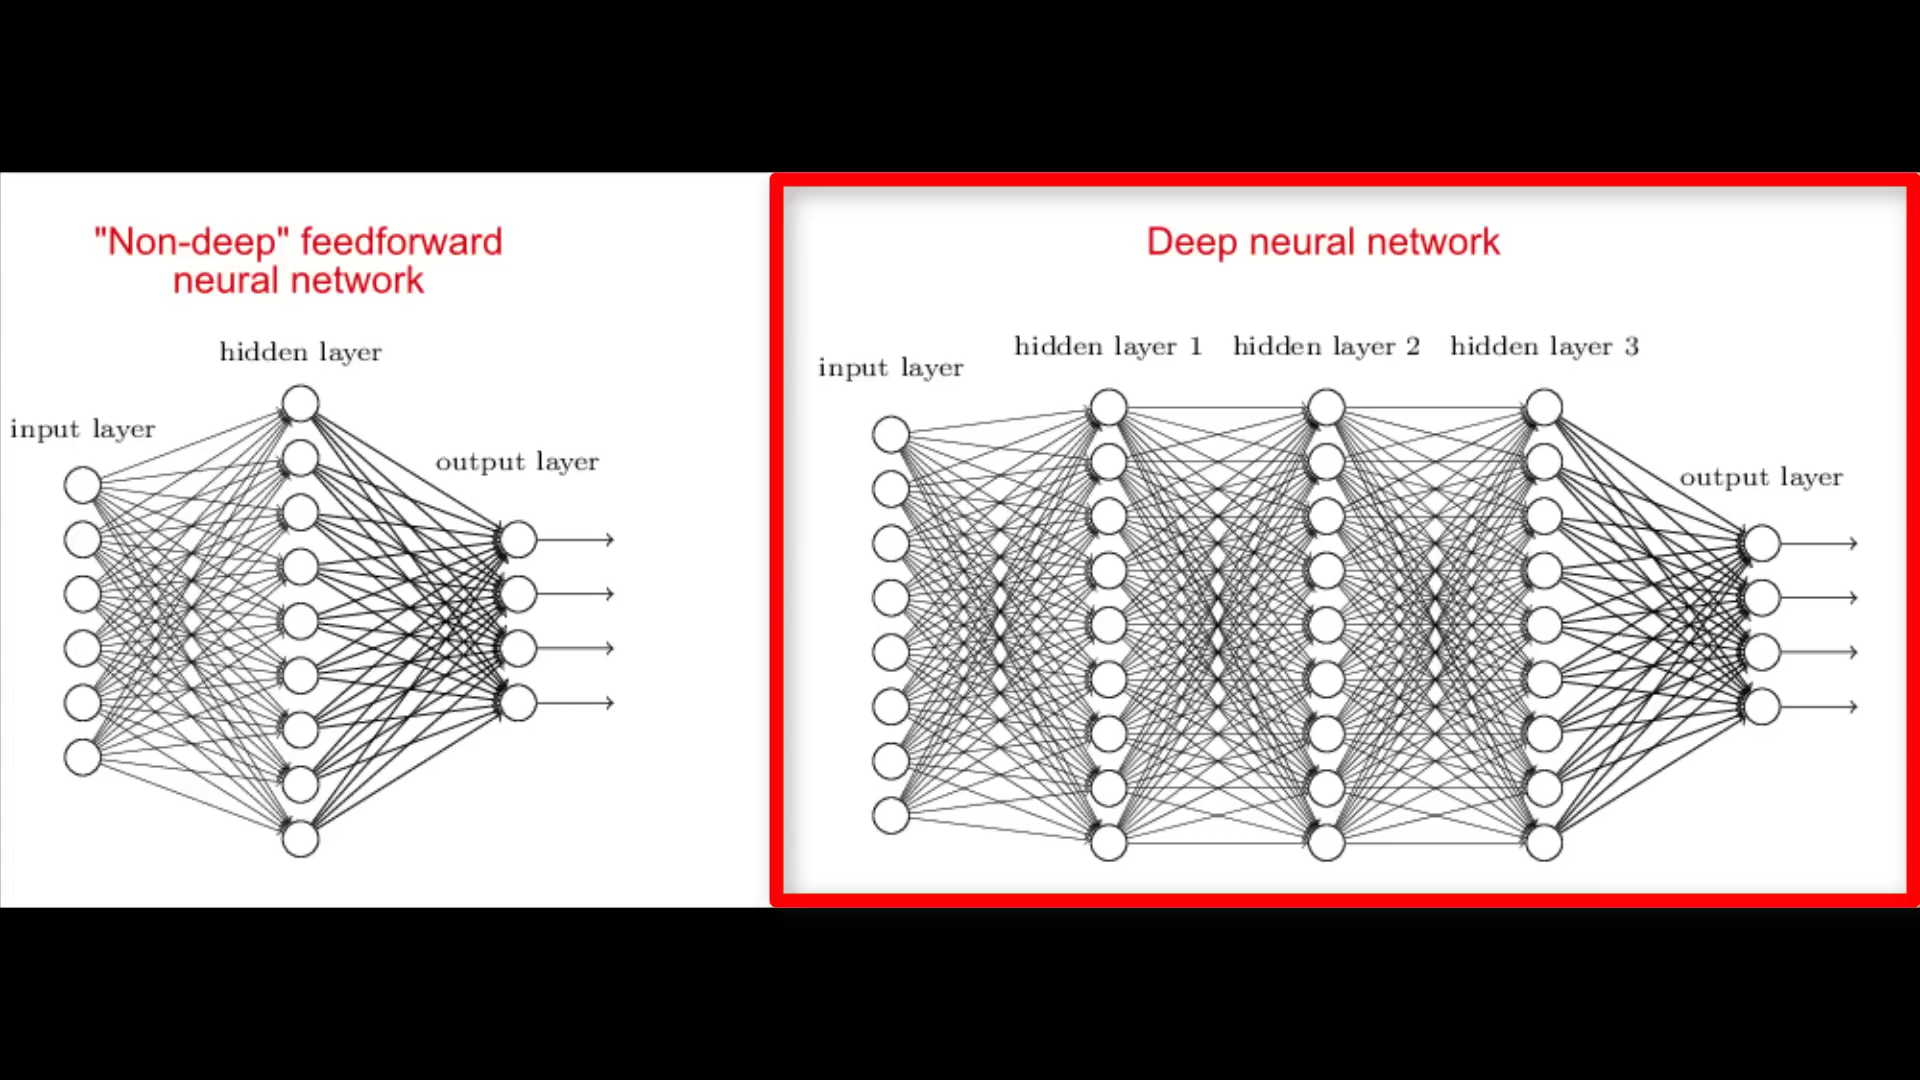 "Non-deep" feedforward
neural network
hidden layer
input layer
output layer
Deep neural network
hidden layer 1
hidden layer 2
hidden layer 3
input layer
output layer